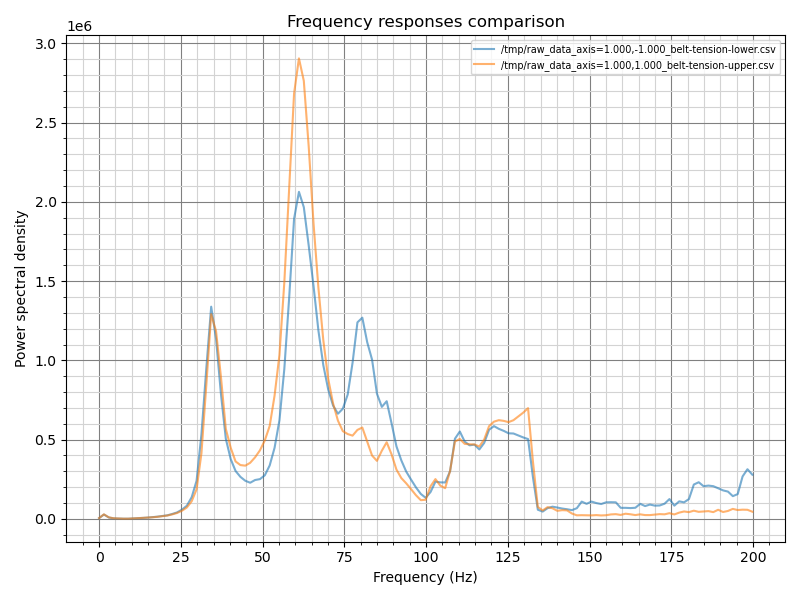 Frequency responses comparison
1e6
/tmp/raw_data_axis=1.000,-1.000_belt-tension-lower.csv
/tmp/raw_data_axis=1.000,1.000_belt-tension-upper.csv
3.0
2.5
2.0
1.5
1.0
0.5
0.0
Power spectral density
0 25 50 75 100 125 150 175 200
Frequency (Hz)